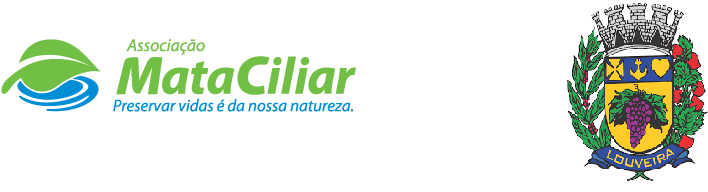 Associação
MataCiliar
Preservar vidas é da nossa natureza.
LOUVEIRA